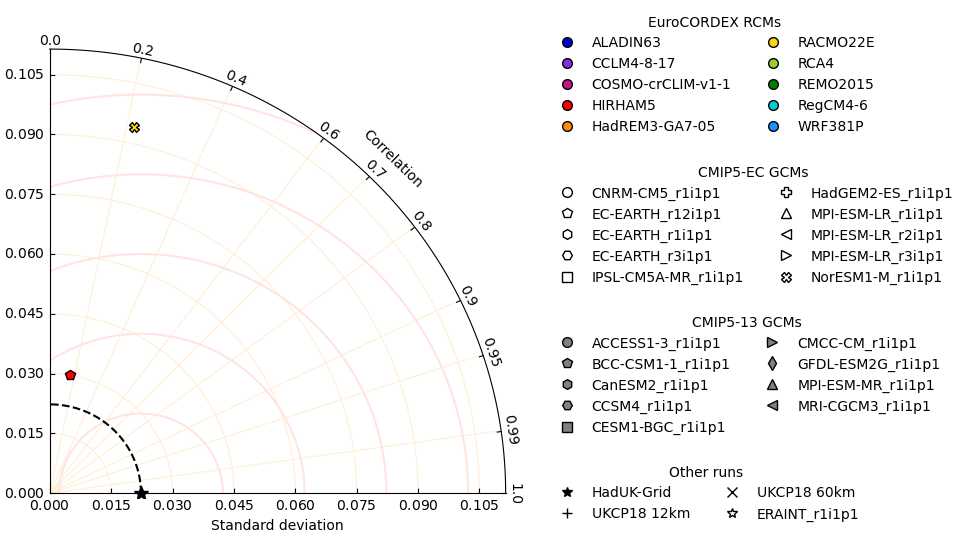 0.0
0.2
0.4
0.6
0.7
0.8
0.9
0.95
0.99
1.0
Correlation
0.105
0.090
0.075
0.060
0.045
0.030
0.015
0.000
0.000 0.015 0.030 0.045 0.060 0.075 0.090 0.105
Standard deviation
EuroCORDEX RCMs
ALADIN63 RACMO22E
CCLM4-8-17 RCA4
COSMO-crCLIM-v1-1 REMO2015
HIRHAM5 RegCM4-6
HadREM3-GA7-05 WRF381P
CMIP5-EC GCMs
CNRM-CM5_r1i1p1 HadGEM2-ES_r1i1p1
EC-EARTH_r12i1p1 MPI-ESM-LR_r1i1p1
EC-EARTH_r1i1p1 MPI-ESM-LR_r2i1p1
EC-EARTH_r3i1p1 MPI-ESM-LR_r3i1p1
IPSL-CM5A-MR_r1i1p1 NorESM1-M_r1i1p1
CMIP5-13 GCMs
ACCESS1-3_r1i1p1 CMCC-CM_r1i1p1
BCC-CSM1-1_r1i1p1 GFDL-ESM2G_r1i1p1
CanESM2_r1i1p1 MPI-ESM-MR_r1i1p1
CCSM4_r1i1p1 MRI-CGCM3_r1i1p1
CESM1-BGC_r1i1p1
Other runs
HadUK-Grid UKCP18 60km
UKCP18 12km ERAINT_r1i1p1